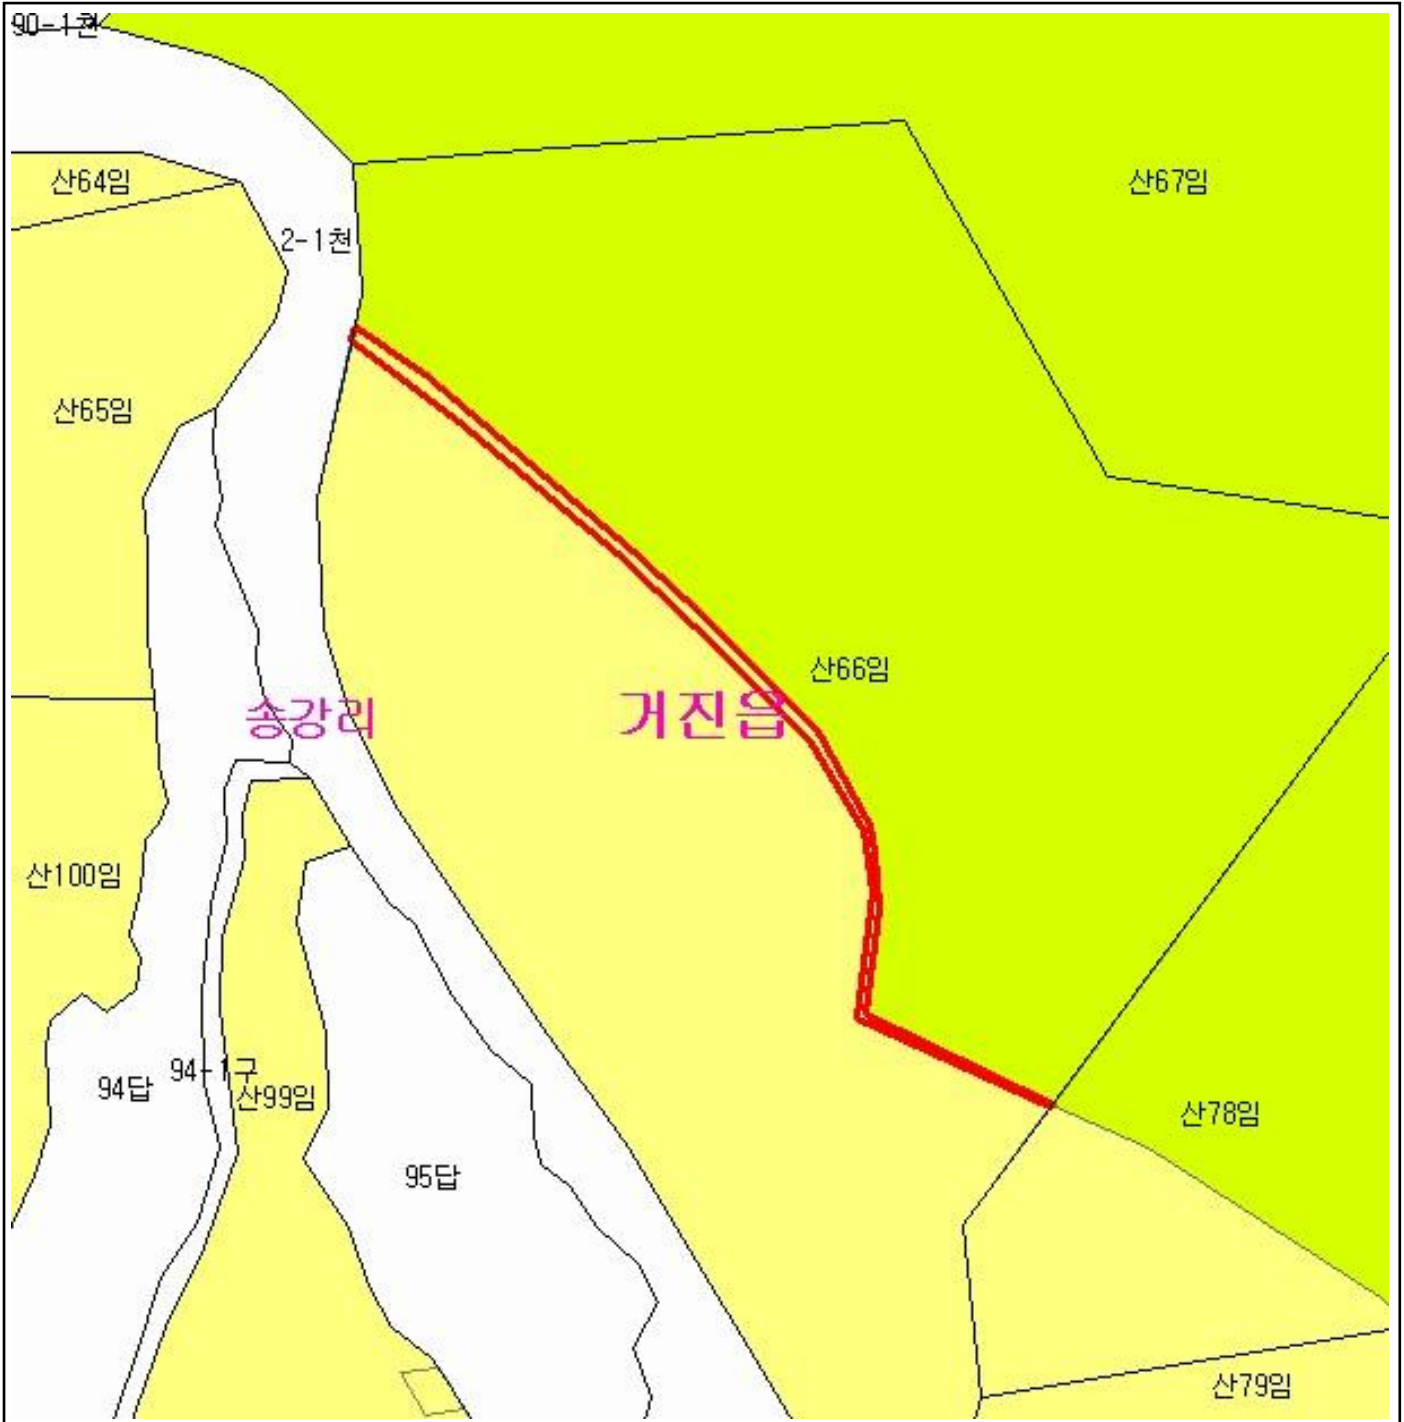 90-1천
산64임
산67임
2-1천
산65임
산66임
송강리
거진읍
산100임
94-1구
94답
산99임
산78임
95답
산79임